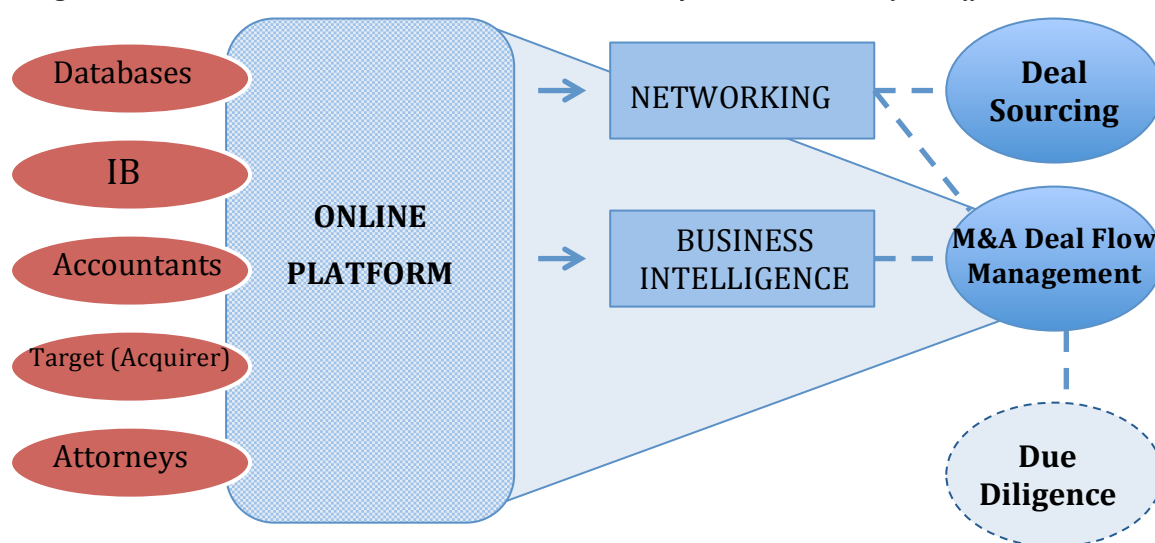 Databases
IB
Accountants
Target (Acquirer)
Attorneys
ONLINE
PLATFORM
NETWORKING
BUSINESS
INTELLIGENCE
Deal
Sourcing
M&A Deal Flow
Management
Due
Diligence